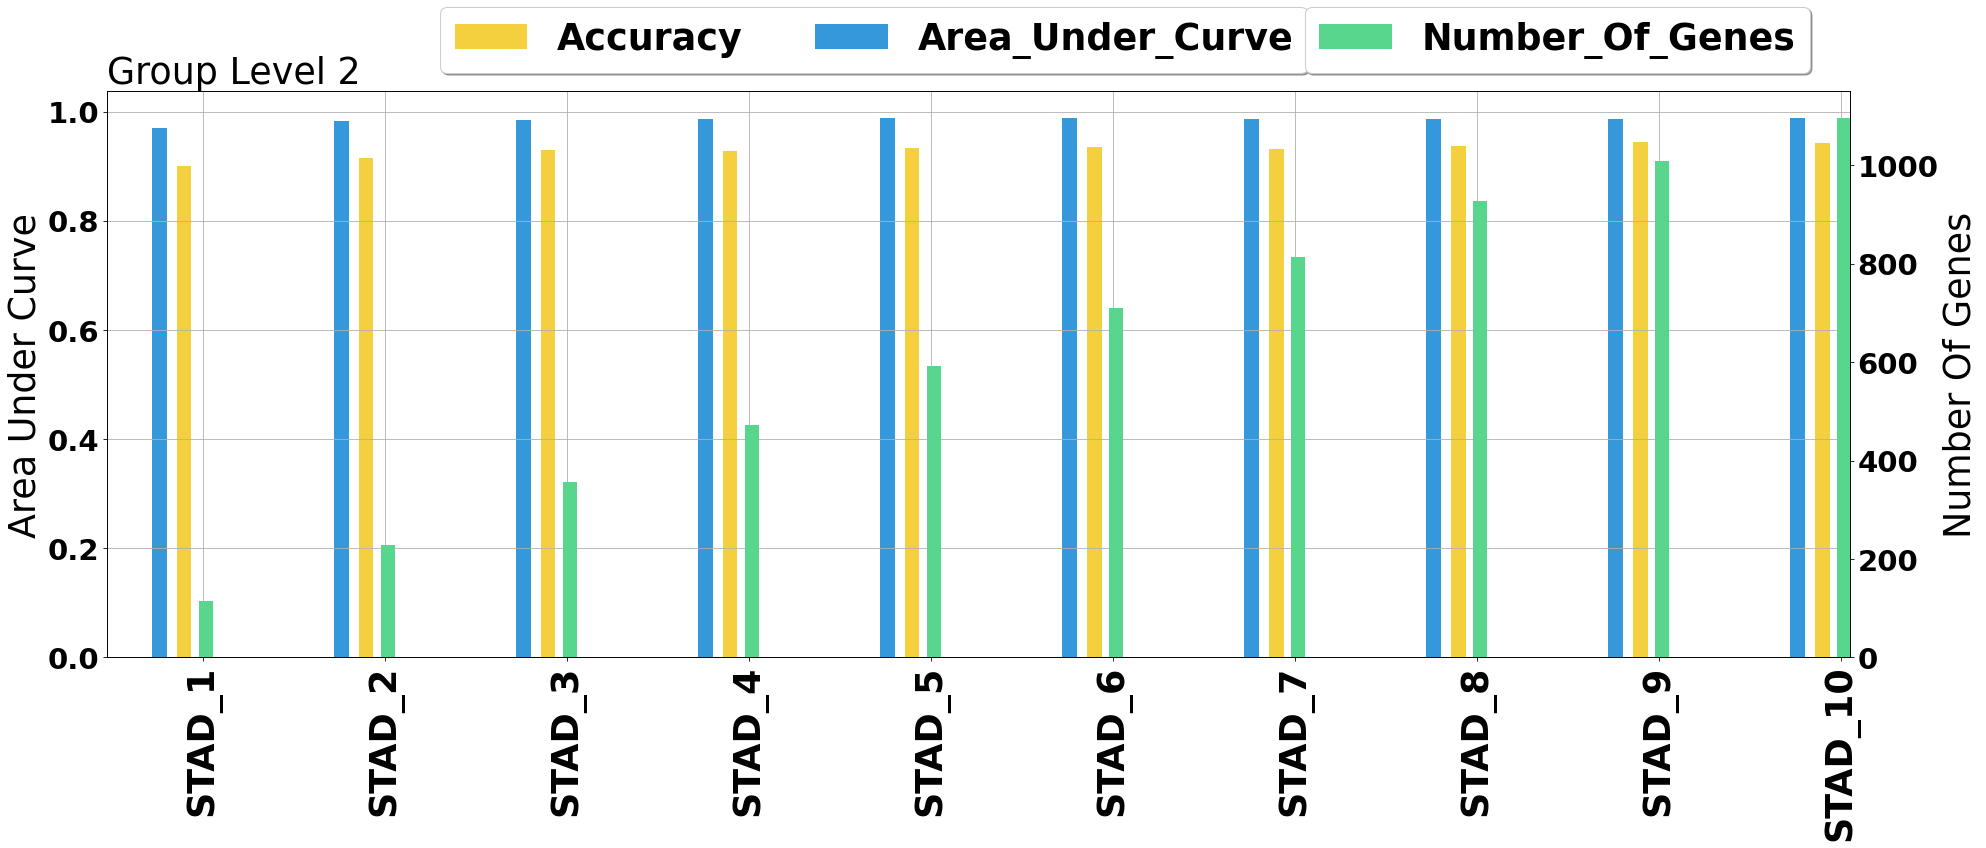 Accuracy
Area_Under_Curve
Number_Of_Genes
Group Level 2
Area Under Curve
1.0
0.8
0.6
0.4
0.2
0.0
1000
800
600
400
200
0
Number Of Genes
STAD_1
STAD_2
STAD_3
STAD_4
STAD_5
STAD_6
STAD_7
STAD_8
STAD_9
STAD_10